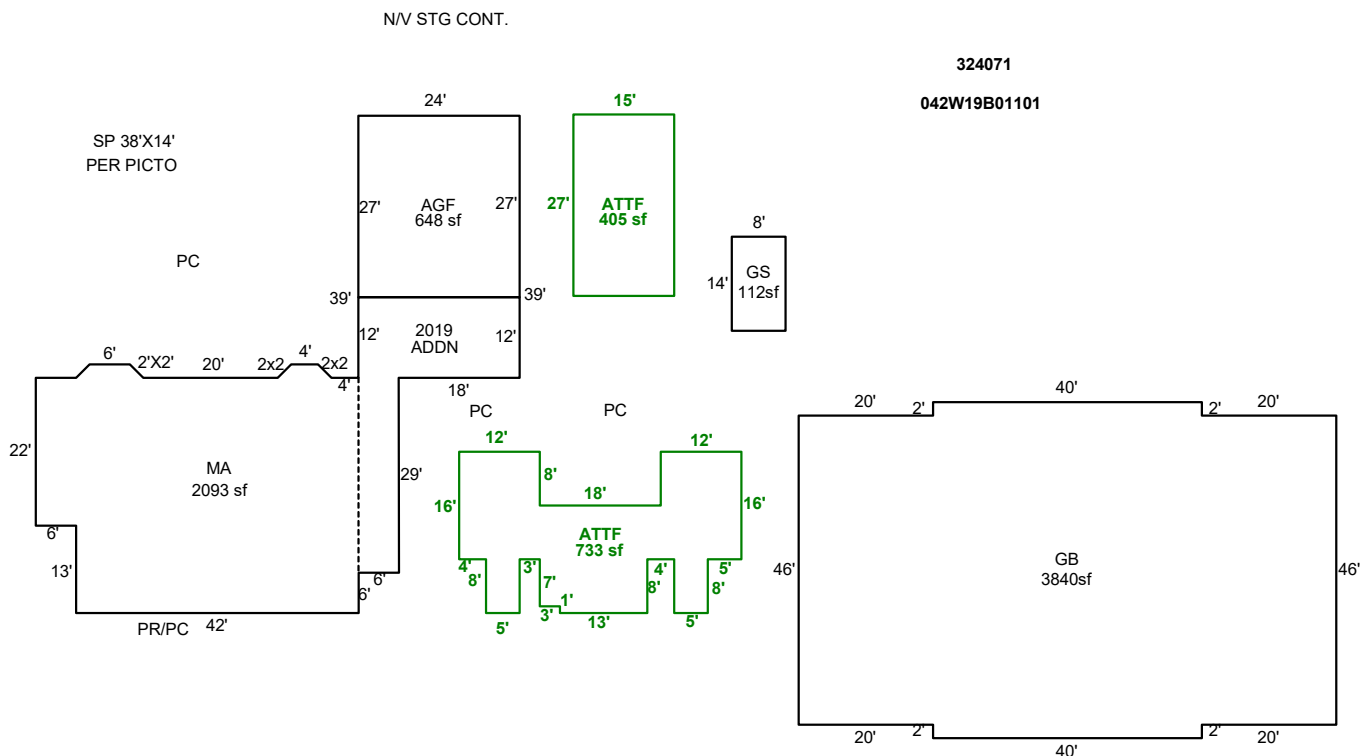 N/V STG CONT.
324071
042W19B01101
SP 38'X14'
PER PICTO
PC
24'
27'
AGF
648 sf
27'
39'
39'
12'
2019
ADDN
12'
18'
15'
27'
ATTF
405 sf
8'
14'
GS
112sf
6'
2'X2'
20'
2x2
4'
2x2
4'
22'
MA
2093 sf
29'
6'
13'
6'
6'
PR/PC
42'
PC
PC
12'
12'
8'
18'
16'
16'
ATTF
733 sf
4'
8'
3'
7'
1'
3'
13'
8'
4'
5'
8'
5'
5'
40'
20'
2'
2'
20'
46'
GB
3840sf
46'
20'
2'
40'
2'
20'